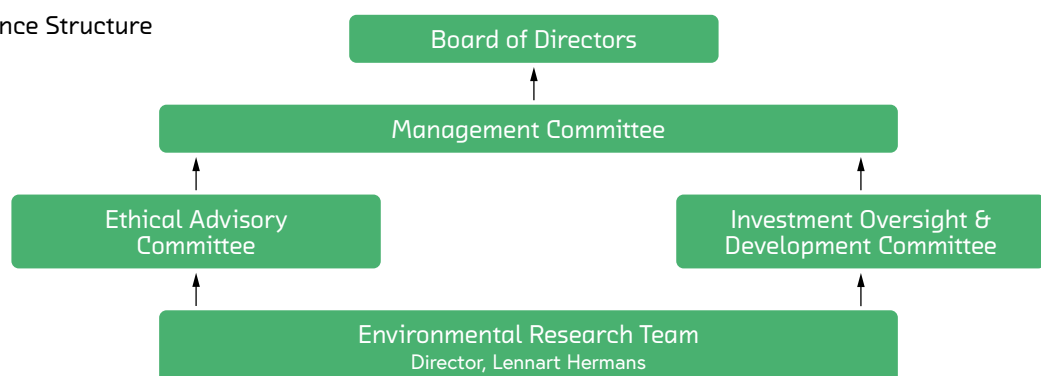 nce Structure
Board of Directors
Management Committee
Ethical Advisory
Committee
Investment Oversight &
Development Committee
Environmental Research Team
Director, Lennart Hermans